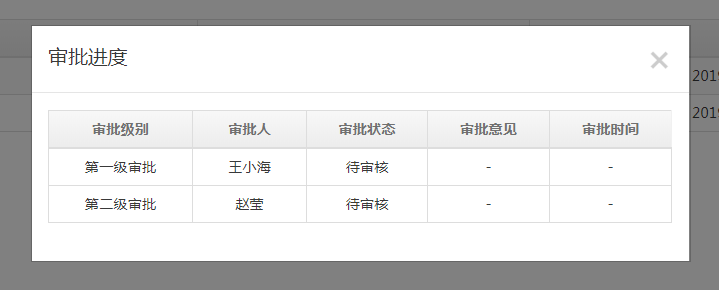 审批进度
审批级别 审批人 审批状态 审批意见 审批时间
2019
第一级审批 王小海 待审核 - -
2019
第二级审批 赵莹 待审核 - -